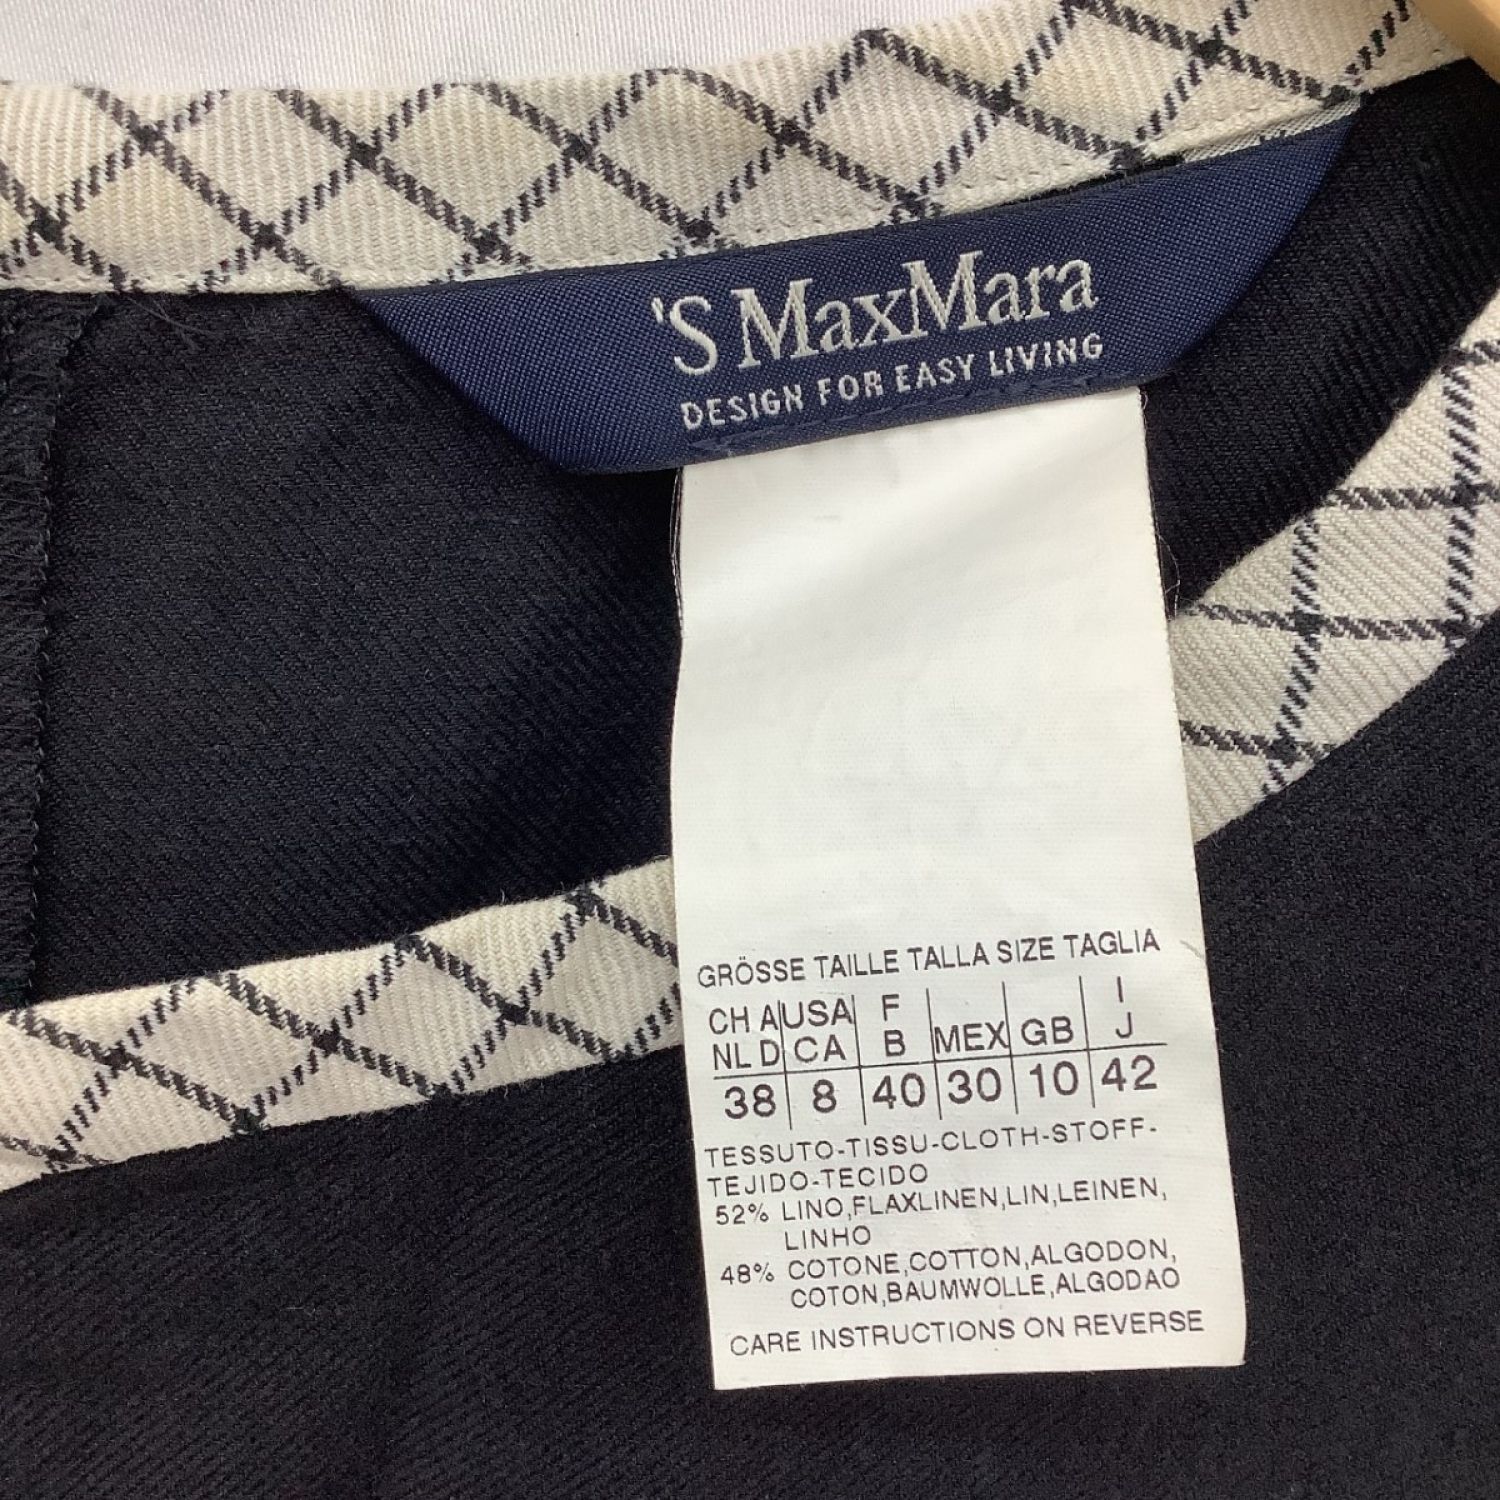 'S MaxMara
DESIGN FOR EASY LIVING
GRÖSSE TAILLE TALLA SIZE TAGLIA
CH A USA F MEX GB I
NL D CA B J
38 8 40 30 10 42
TESSUTO-TISSU-CLOTH-STOFF-
TEJIDO-TECIDO
52% LINO,FLAXLINEN,LIN,LEINEN,
LINHO
48% COTONE,COTTON,ALGODON,
COTON,BAUMWOLLE,ALGODAO
CARE INSTRUCTIONS ON REVERSE